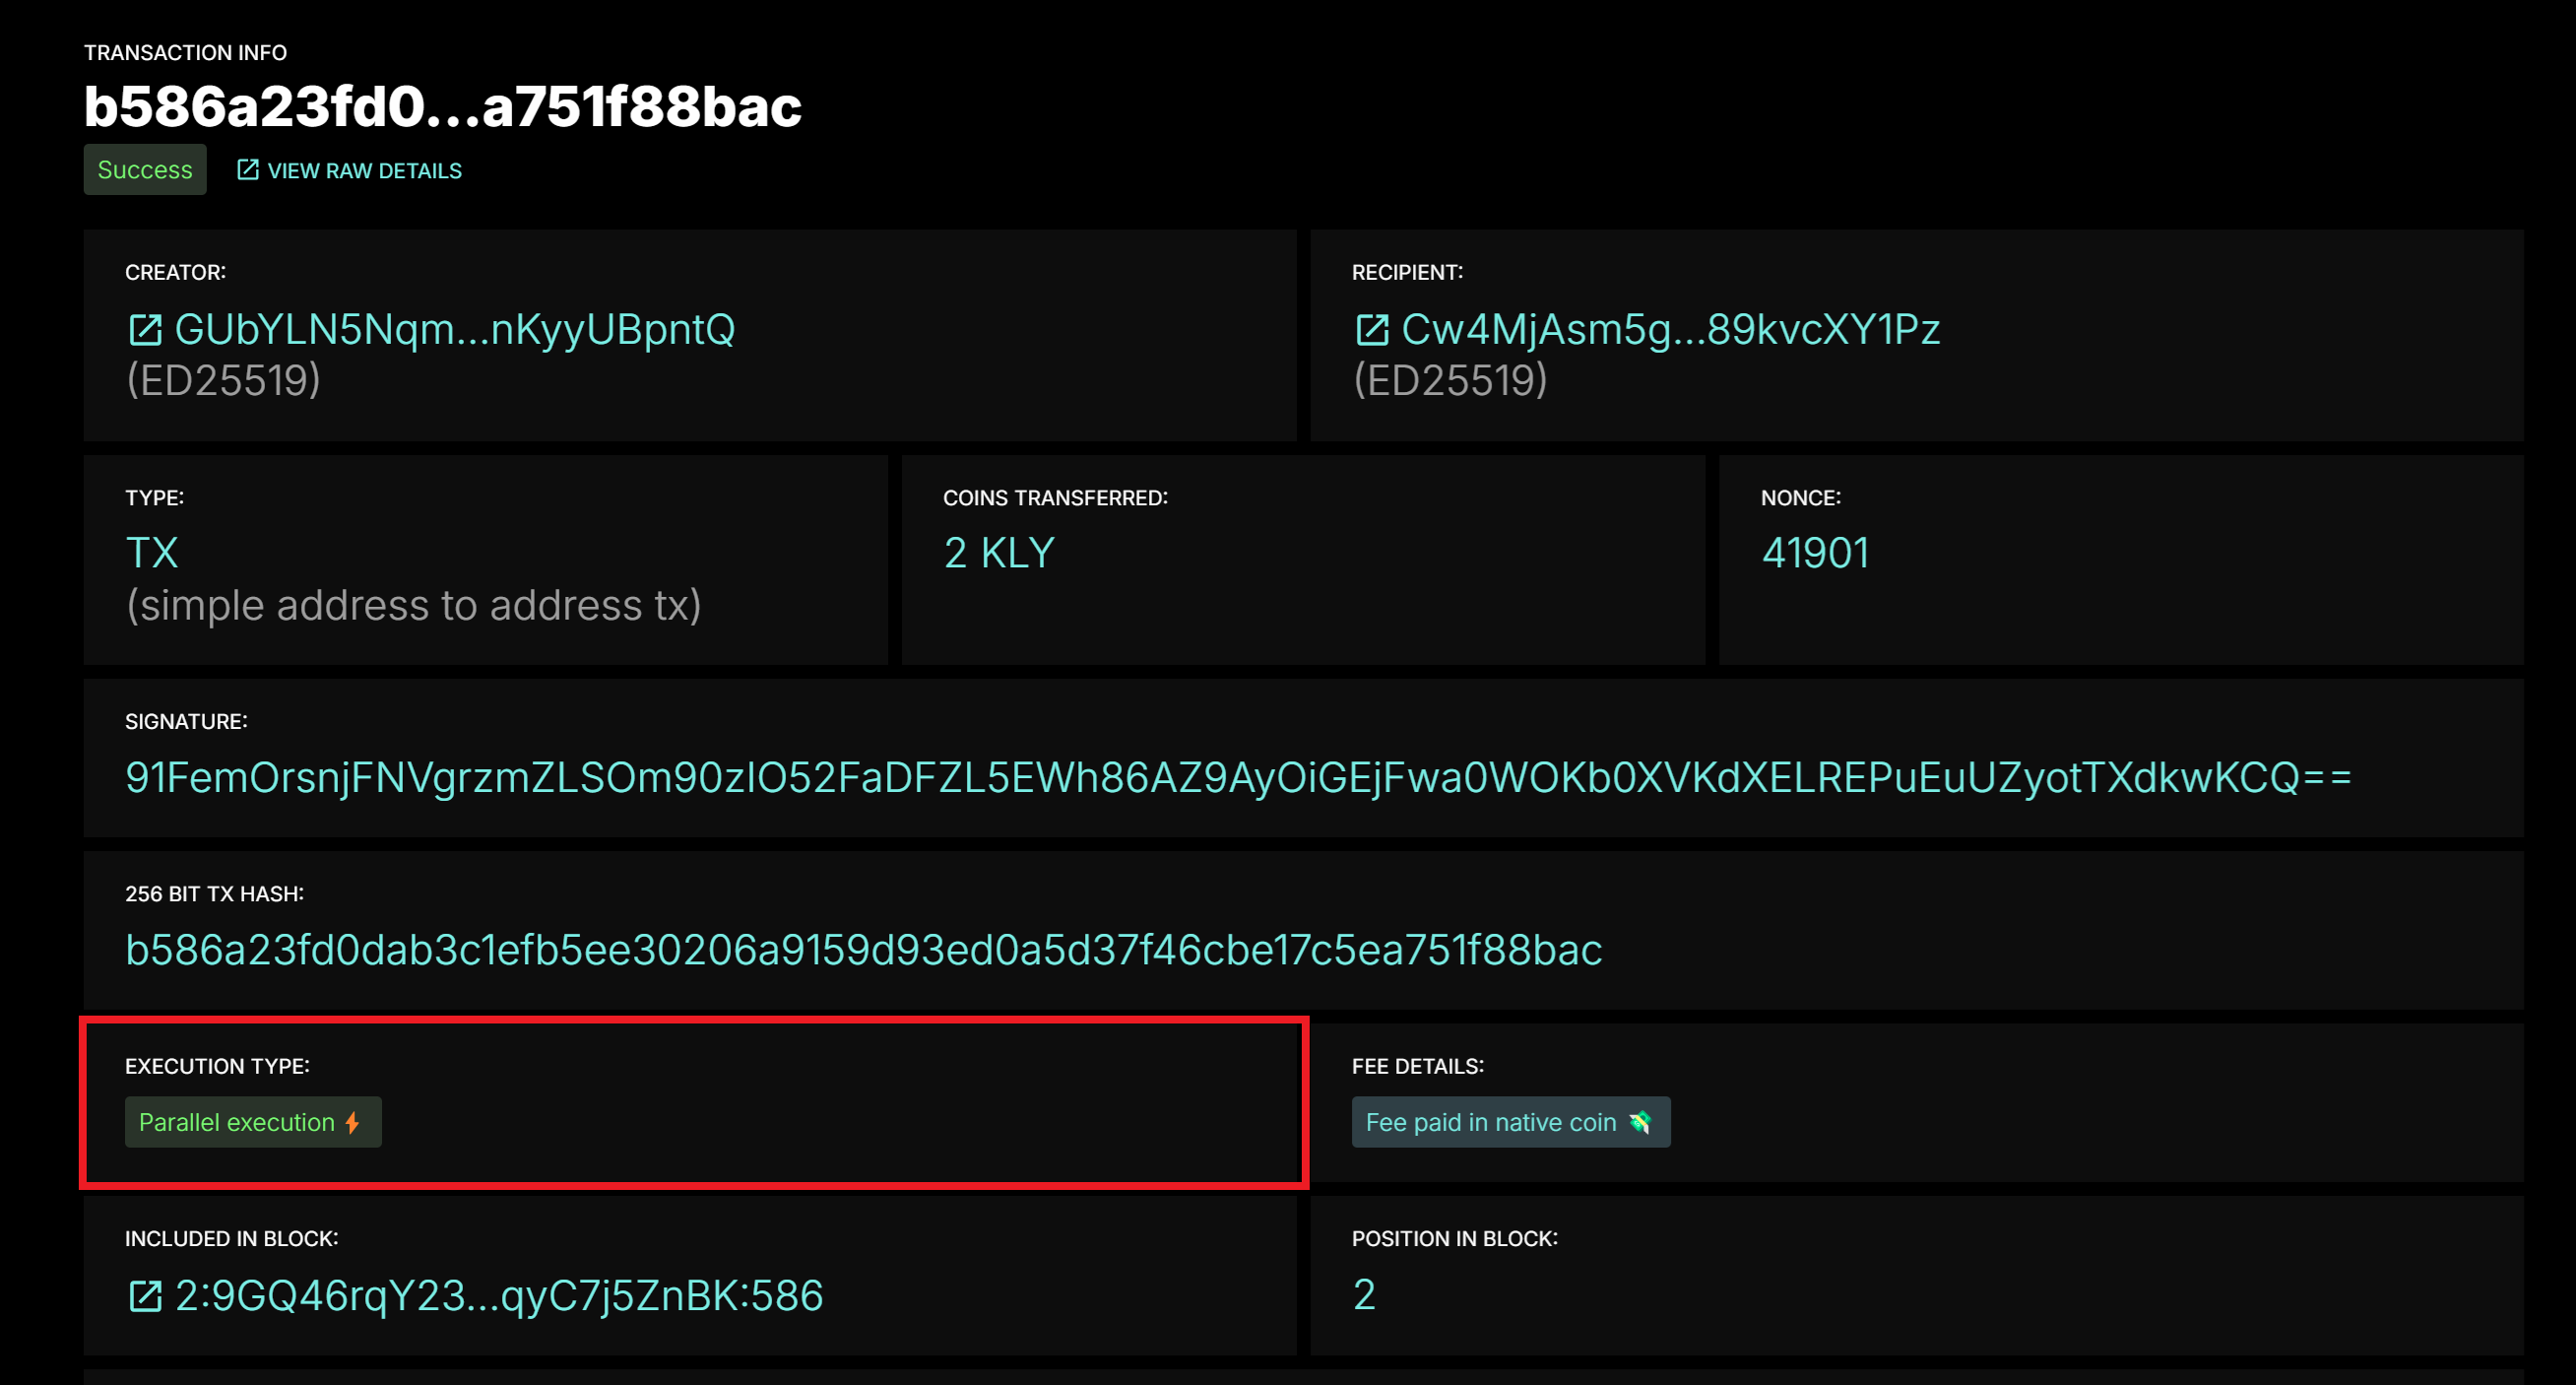 TRANSACTION INFO
b586a23fd0...a751f88bac
Success
VIEW RAW DETAILS
CREATOR:
GUbYLN5Nqm...nKyyUBpntQ
(ED25519)
RECIPIENT:
Cw4MjAsm5g...89kvcXY1Pz
(ED25519)
TYPE:
TX
(simple address to address tx)
COINS TRANSFERRED:
2 KLY
NONCE:
41901
SIGNATURE:
91FemOrsnjFNVgrzmZLSOm90zIO52FaDFZL5EWh86AZ9AyOiGEjFwa0WOKb0XVKdXELREPuEuUZyotTXdkwKCQ==
256 BIT TX HASH:
b586a23fd0dab3c1efb5ee30206a9159d93ed0a5d37f46cbe17c5ea751f88bac
EXECUTION TYPE:
Parallel execution⚡
FEE DETAILS:
Fee paid in native coin 💸
INCLUDED IN BLOCK:
2:9GQ46rqY23...qyC7j5ZnBK:586
POSITION IN BLOCK:
2